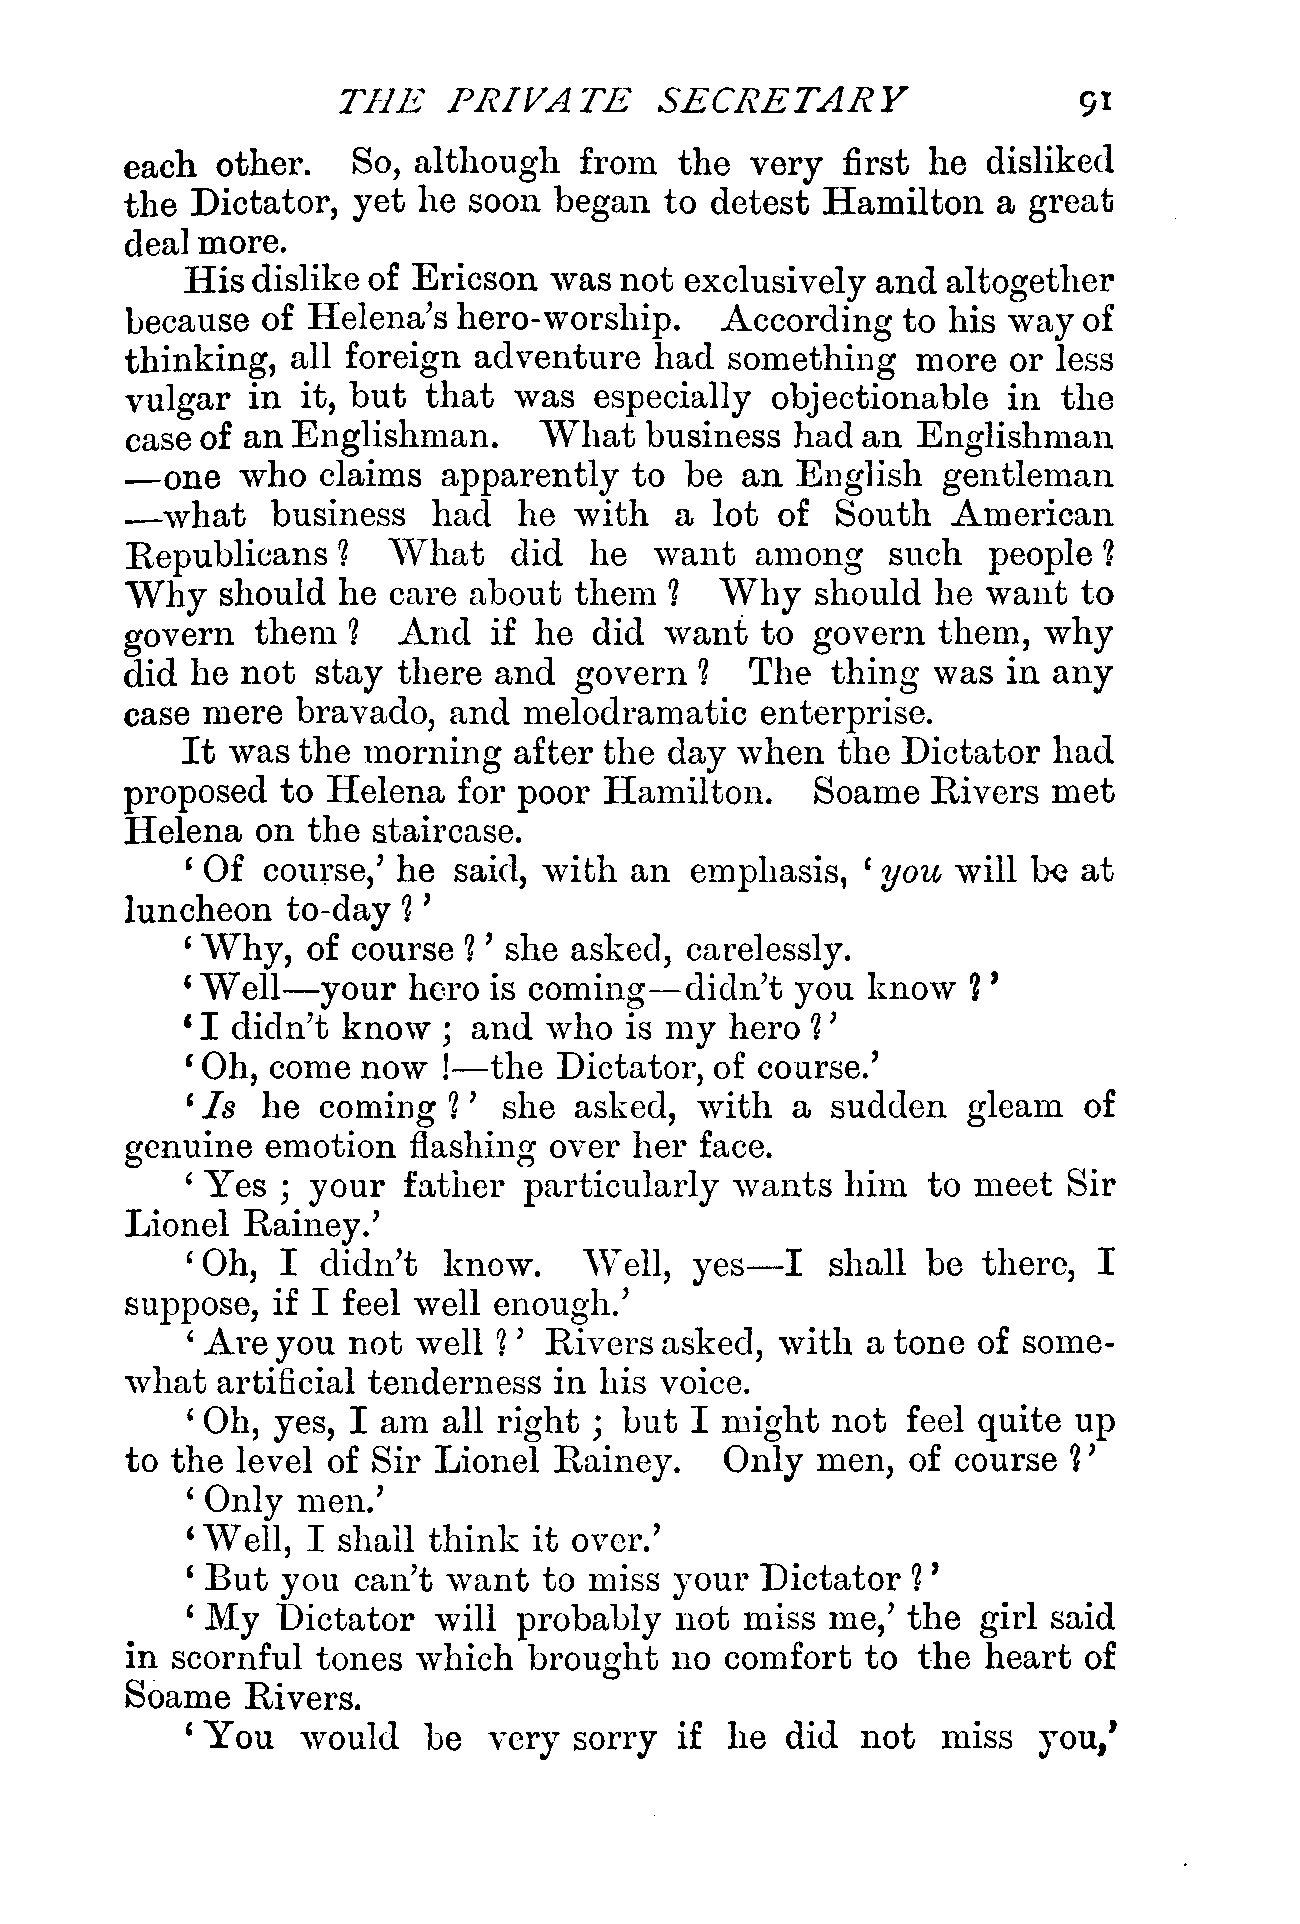 THE PRIVATE SECRETARY 91
each other. So, although from the very first he disliked
the Dictator, yet he soon began to detest Hamilton a great
deal more.
His dislike of Ericson was not exclusively and altogether
because of Helena's hero-worship. According to his way of
thinking, all foreign adventure had something more or less
vulgar in it, but that was especially objectionable in the
case of an Englishman. What business had an Englishman
—one who claims apparently to be an English gentleman
—what business had he with a lot of South American
Republicans? What did he want among such people?
Why should he care about them? Why should he want to
govern them? And if he did want to govern them, why
did he not stay there and govern? The thing was in any
case mere bravado, and melodramatic enterprise.
It was the morning after the day when the Dictator had
proposed to Helena for poor Hamilton. Soame Rivers met
Helena on the staircase.
'Of course,' he said, with an emphasis, 'you will be at
luncheon to-day?'
'Why, of course?' she asked, carelessly.
'Well—your hero is coming—didn't you know?'
'I didn't know; and who is my hero?'
'Oh, come now!—the Dictator, of course.'
'Is he coming?' she asked, with a sudden gleam of
genuine emotion flashing over her face.
'Yes; your father particularly wants him to meet Sir
Lionel Rainey.'
'Oh, I didn't know. Well, yes—I shall be there, I
suppose, if I feel well enough.'
'Are you not well?' Rivers asked, with a tone of some-
what artificial tenderness in his voice.
'Oh, yes, I am all right; but I might not feel quite up
to the level of Sir Lionel Rainey. Only men, of course?'
'Only men.'
'Well, I shall think it over.'
'But you can't want to miss your Dictator?'
'My Dictator will probably not miss me,' the girl said
in scornful tones which brought no comfort to the heart of
Soame Rivers.
'You would be very sorry if he did not miss you,'